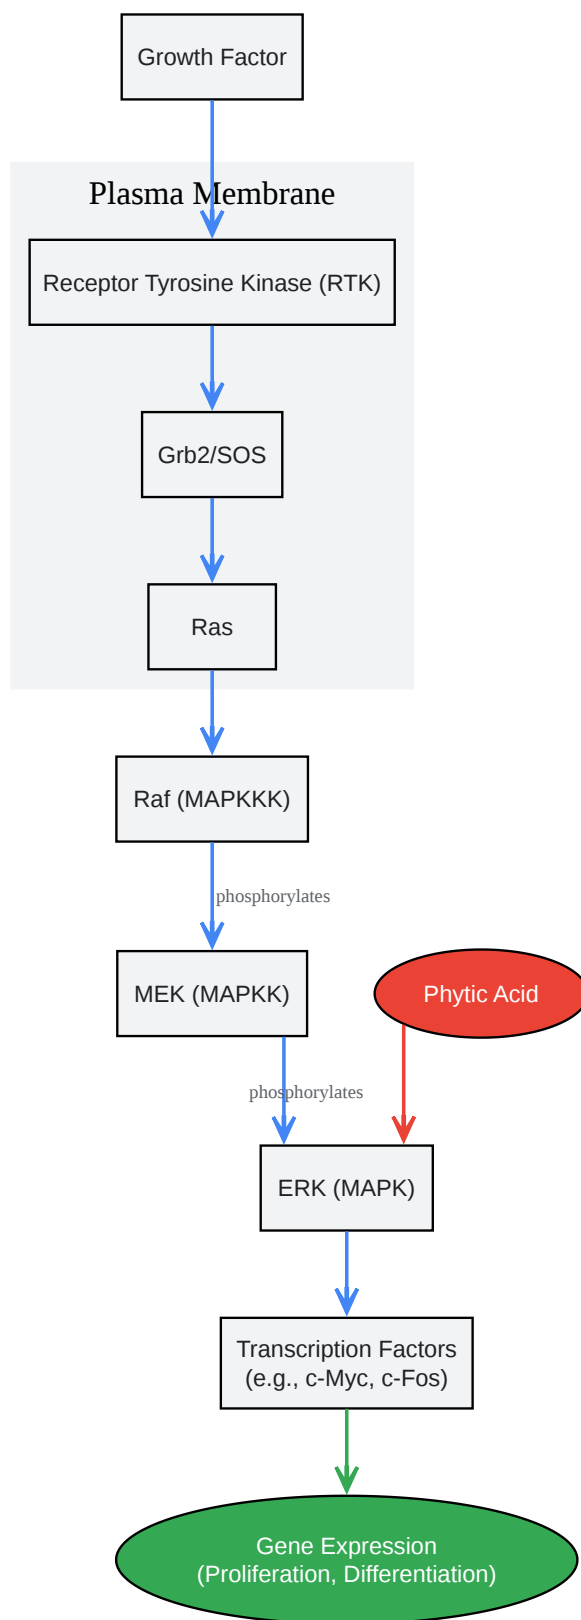 Growth Factor
Plasma Membrane
Receptor Tyrosine Kinase (RTK)
Grb2/SOS
Ras
Raf (MAPKKK)
phosphorylates
MEK (MAPKK)
Phytic Acid
phosphorylates
ERK (MAPK)
Transcription Factors
(e.g., c-Myc, c-Fos)
Gene Expression
(Proliferation, Differentiation)